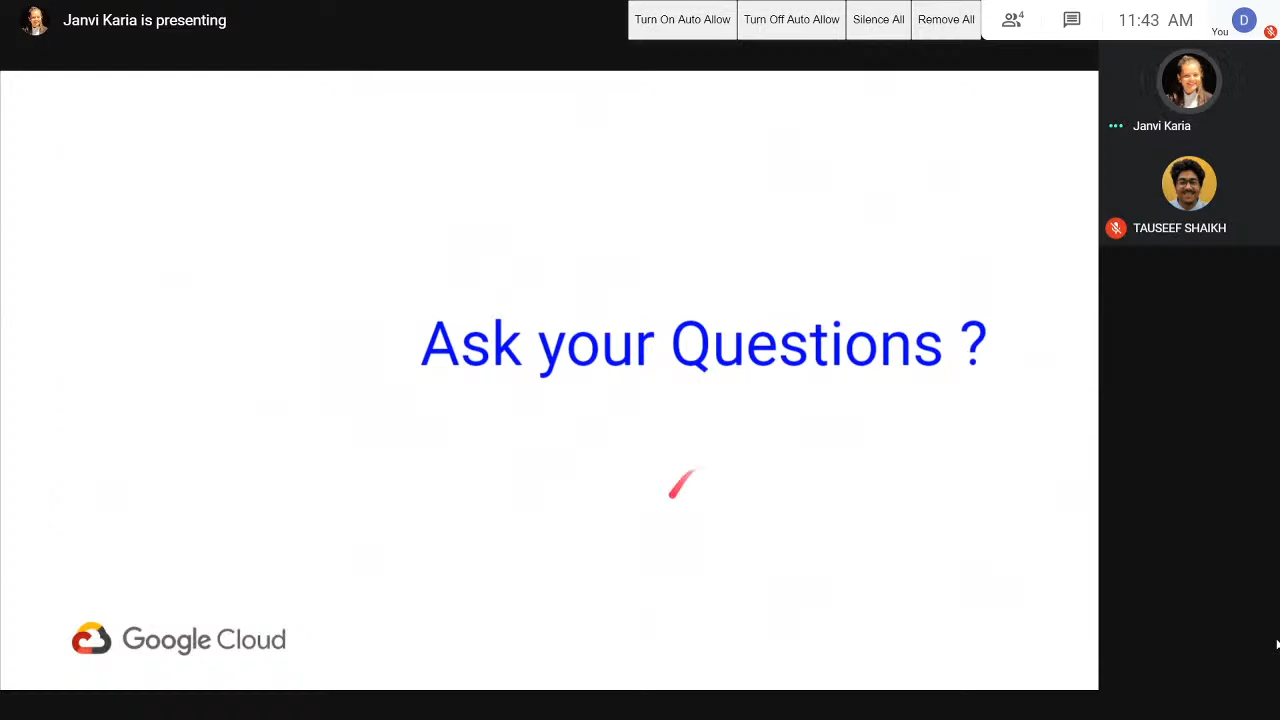 Janvi Karia is presenting
Turn On Auto Allow
Turn Off Auto Allow
Silence All
Remove All
4
11:43 AM
You
D
Janvi Karia
TAUSEEF SHAIKH
Ask your Questions ?
Google Cloud